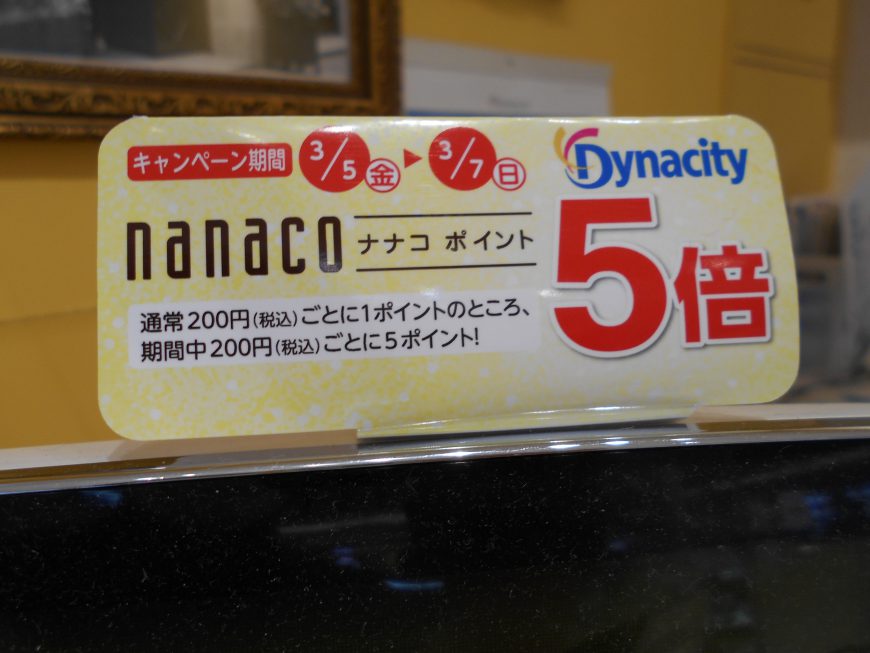 キャンペーン期間 3/5㊎ ▶ 3/7㊐
Dynacity
nanaco ナナコ ポイント
5倍
通常200円(税込)ごとに1ポイントのところ、
期間中200円(税込)ごとに5ポイント!